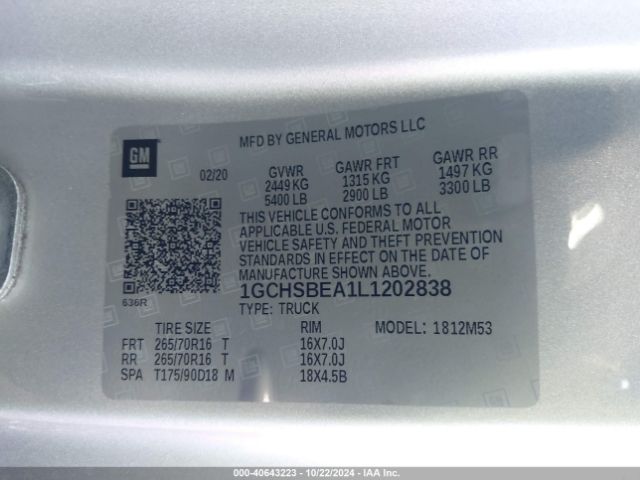 MFD BY GENERAL MOTORS LLC
GM
02/20
GVWR GAWR FRT GAWR RR
2449 KG 1315 KG 1497 KG
5400 LB 2900 LB 3300 LB
THIS VEHICLE CONFORMS TO ALL
APPLICABLE U.S. FEDERAL MOTOR
VEHICLE SAFETY AND THEFT PREVENTION
STANDARDS IN EFFECT ON THE DATE OF
MANUFACTURE SHOWN ABOVE.
1GCHSBEA1L1202838
636R
TYPE: TRUCK
TIRE SIZE RIM MODEL: 1812M53
FRT 265/70R16 T 16X7.0J
RR 265/70R16 T 16X7.0J
SPA T175/90D18 M 18X4.5B
000-40643223 - 10/22/2024 - IAA Inc.